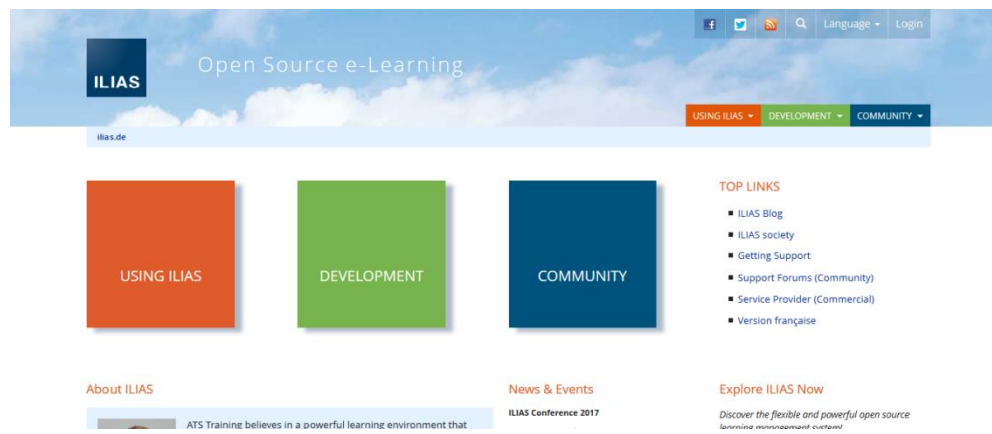 Language
Login
ILIAS
Open Source e-Learning
USING ILIAS
DEVELOPMENT
COMMUNITY
ilias.de
USING ILIAS
DEVELOPMENT
COMMUNITY
TOP LINKS
ILIAS Blog
ILIAS society
Getting Support
Support Forums (Community)
Service Provider (Commercial)
Version française
About ILIAS
ATS Training believes in a powerful learning environment that
News & Events
ILIAS Conference 2017
Explore ILIAS Now
Discover the flexible and powerful open source
learning management system!